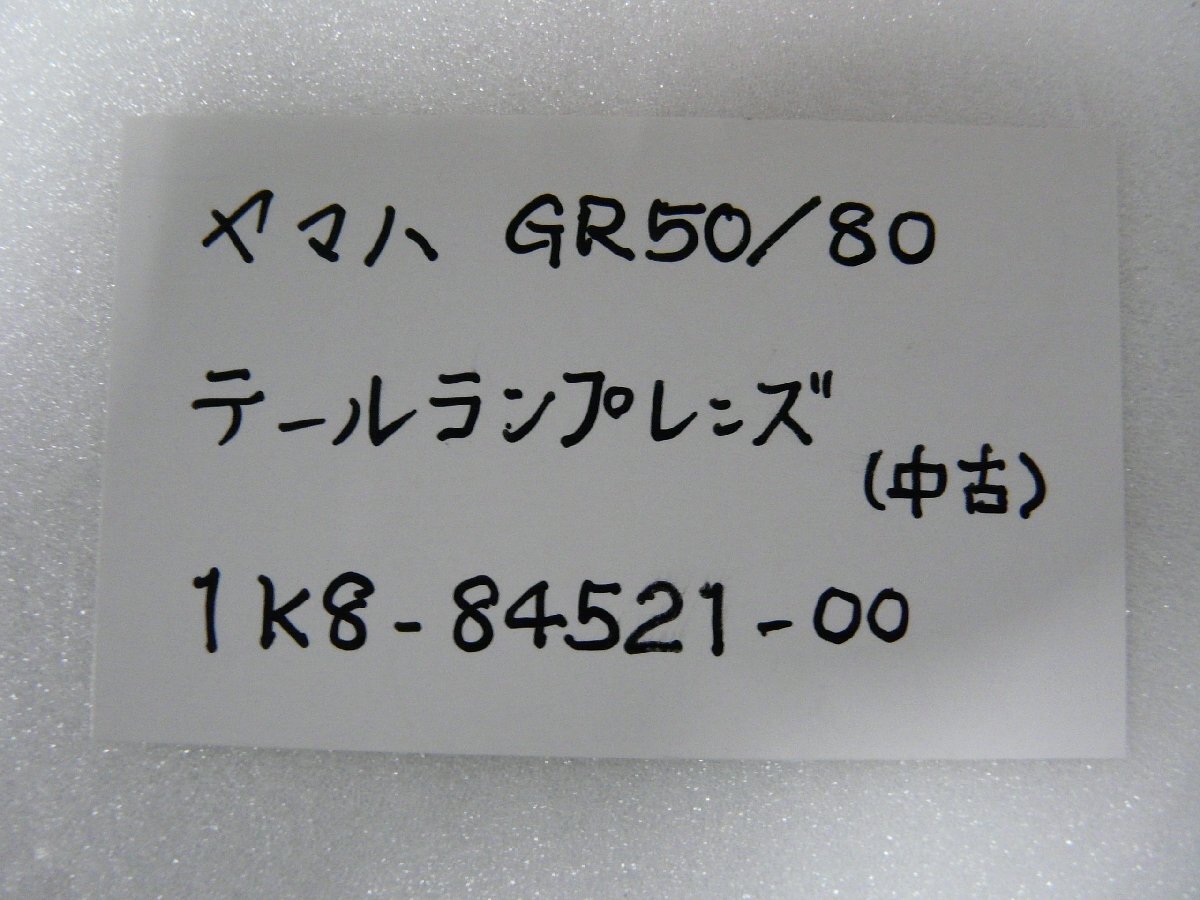 ヤマハ GR50/80
テールランプレンズ
(中古)
1K8-84521-00